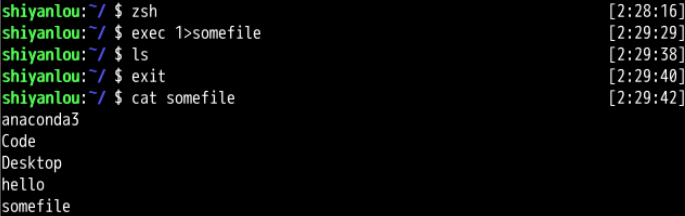 shiyanlou:~/ $ zsh [2:28:16]
shiyanlou:~/ $ exec 1>somefile [2:29:29]
shiyanlou:~/ $ ls [2:29:38]
shiyanlou:~/ $ exit [2:29:40]
shiyanlou:~/ $ cat somefile [2:29:42]
anaconda3
Code
Desktop
hello
somefile